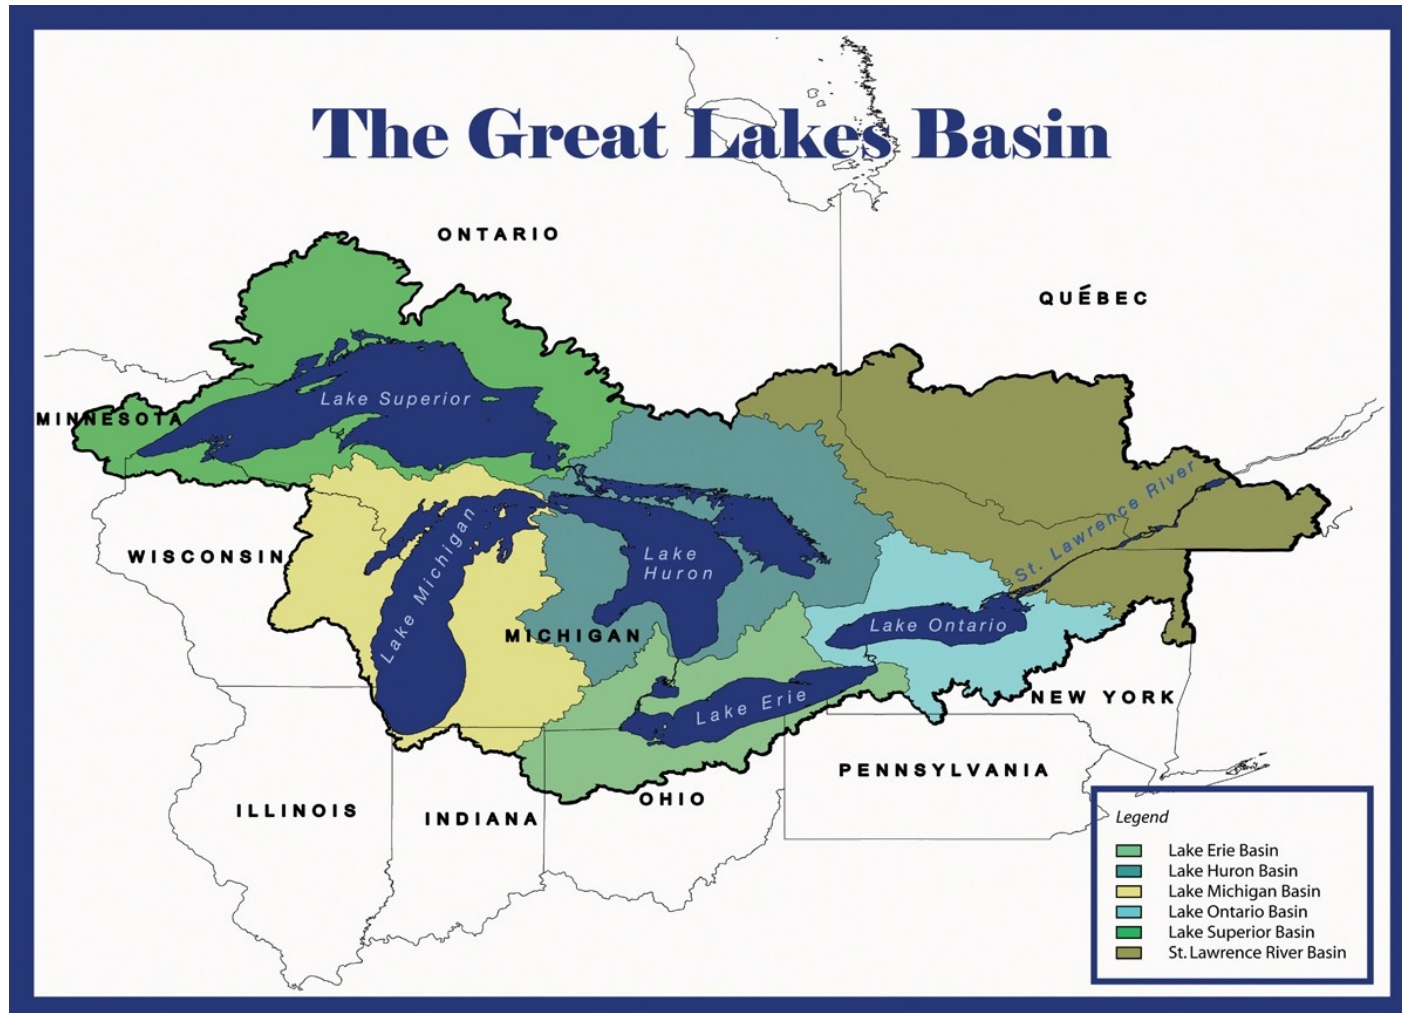 The Great Lakes Basin
ONTARIO
QUÉBEC
Lake Superior
MINNESOTA
St. Lawrence River
WISCONSIN
Lake Michigan
Lake
Huron
MICHIGAN
Lake Ontario
NEW YORK
Lake Erie
PENNSYLVANIA
OHIO
ILLINOIS
INDIANA
Legend
Lake Erie Basin
Lake Huron Basin
Lake Michigan Basin
Lake Ontario Basin
Lake Superior Basin
St. Lawrence River Basin